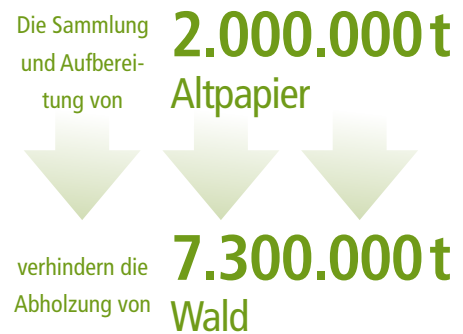 Die Sammlung
und Aufberei-
tung von
2.000.000 t
Altpapier
verhindern die
Abholzung von
7.300.000 t
Wald